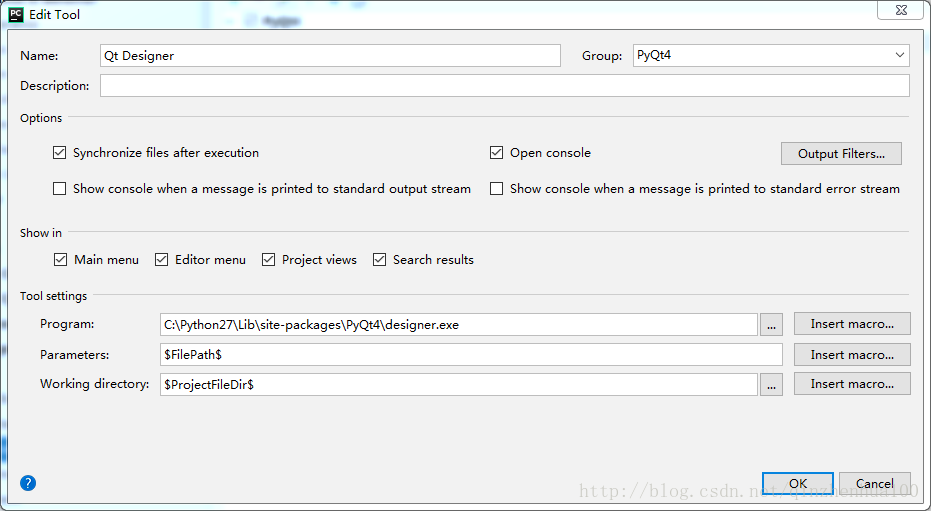 PC Edit Tool
Name: Qt Designer Group: PyQt4
Description:
Options
Synchronize files after execution Open console Output Filters...
Show console when a message is printed to standard output stream Show console when a message is printed to standard error stream
Show in
Main menu Editor menu Project views Search results
Tool settings
Program: C:\Python27\Lib\site-packages\PyQt4\designer.exe ... Insert macro...
Parameters: $FilePath$ Insert macro...
Working directory: $ProjectFileDir$ ... Insert macro...
? OK Cancel
http://blog.csdn.net/qinzhenhua100